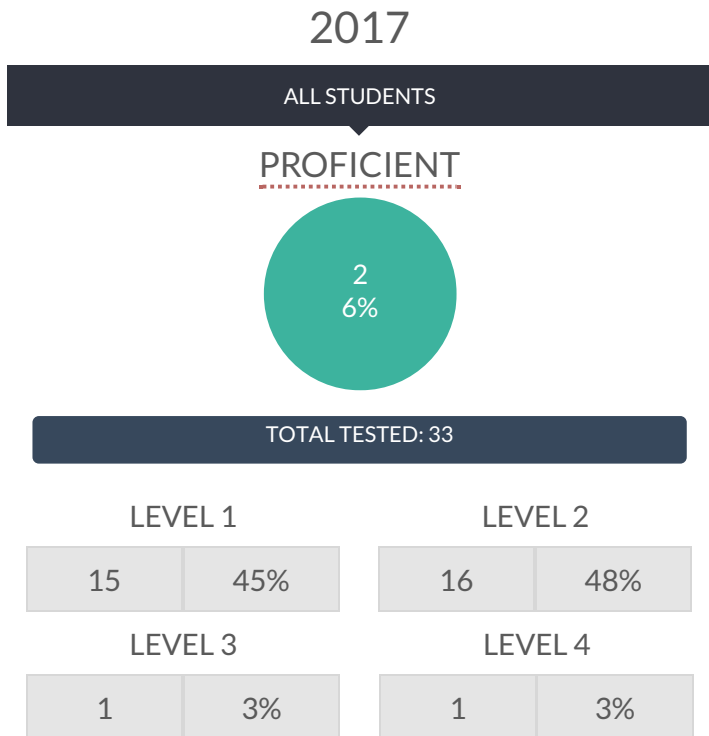 2017
ALL STUDENTS
PROFICIENT
2
6%
TOTAL TESTED: 33
LEVEL 1 LEVEL 2
15 45% 16 48%
LEVEL 3 LEVEL 4
1 3% 1 3%